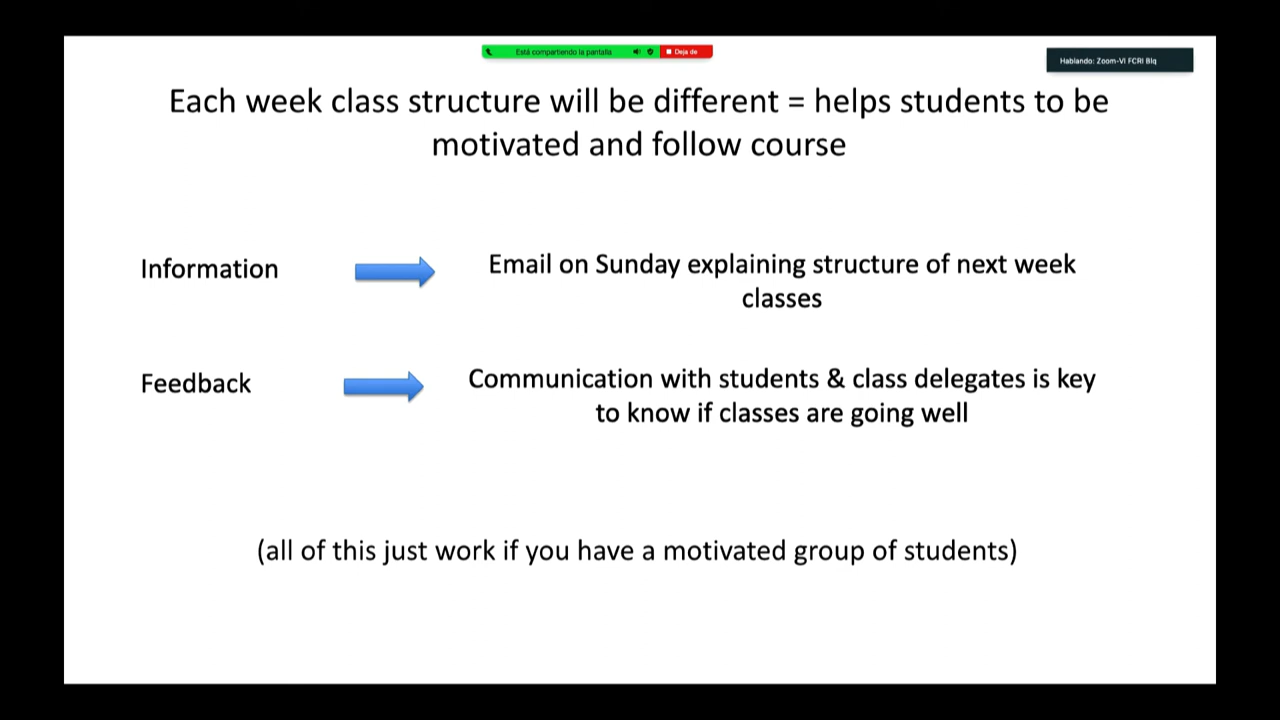 Está compartiendo la pantalla
Deja de
Hablando: Zoom-VI FCRI Blq
Each week class structure will be different = helps students to be
motivated and follow course
Information
Email on Sunday explaining structure of next week
classes
Feedback
Communication with students & class delegates is key
to know if classes are going well
(all of this just work if you have a motivated group of students)